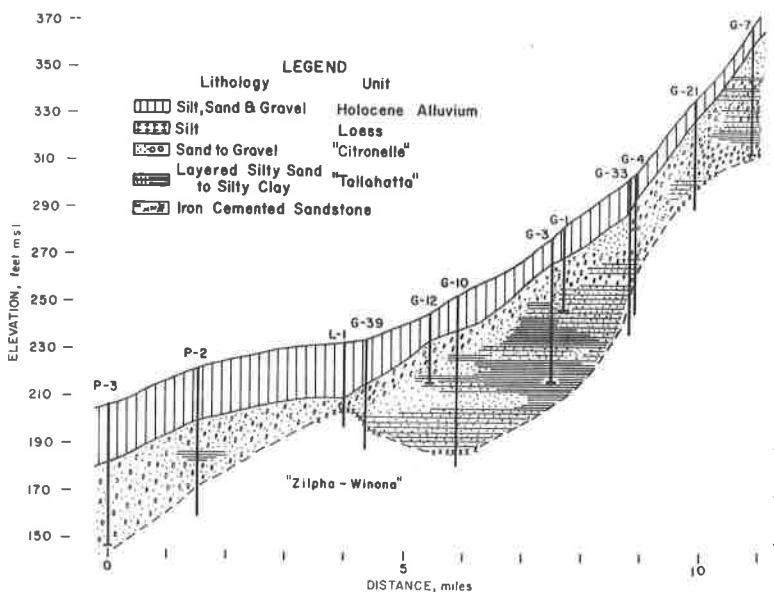 370
350
330
310
290
270
250
230
210
190
170
150
ELEVATION, feet msl
LEGEND
Lithology Unit
Silt, Sand & Gravel Holocene Alluvium
Silt Loess
Sand to Gravel "Citronelle"
Layered Silty Sand to Silty Clay "Tallahatta"
Iron Cemented Sandstone
P-3
P-2
L-1
G-39
G-12
G-10
G-3
G-1
G-33
G-4
G-21
G-7
"Zilpha - Winona"
0 5 10
DISTANCE, miles